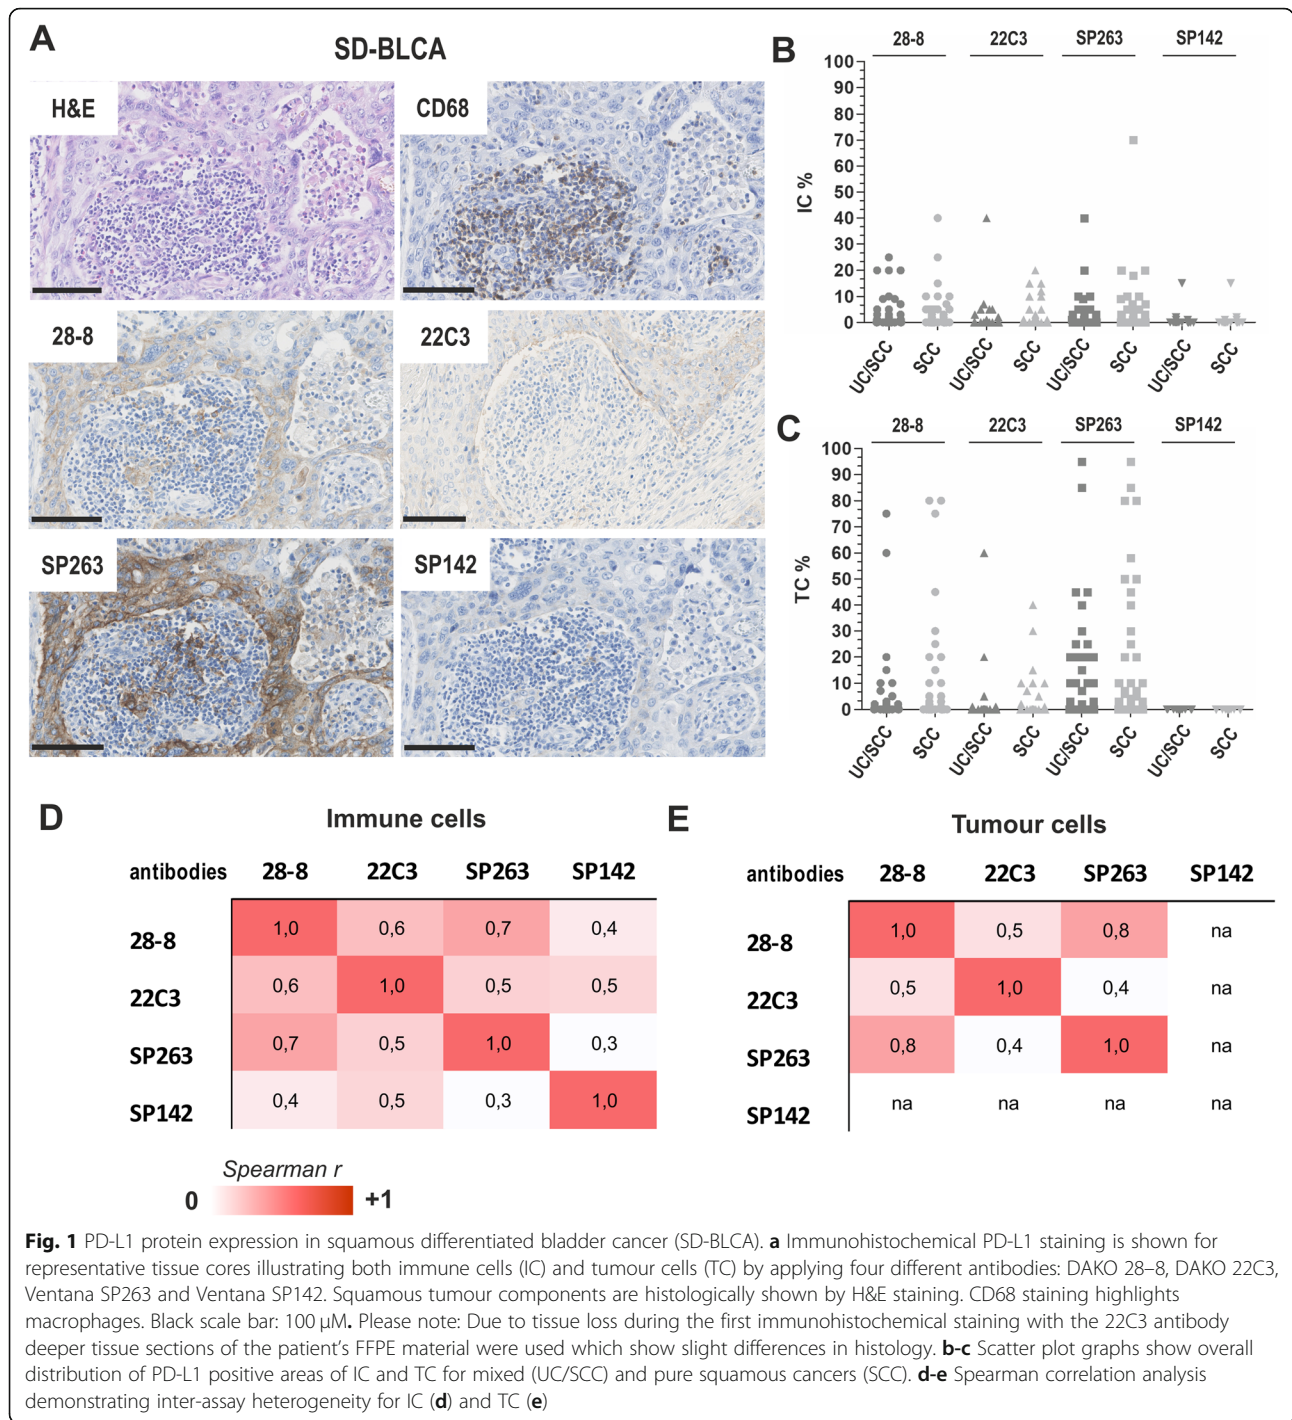 A
SD-BLCA
H&E
CD68
28-8
22C3
SP263
SP142
B
28-8 22C3 SP263 SP142
IC %
100
90
80
70
60
50
40
30
20
10
0
UC/SCC SCC UC/SCC SCC UC/SCC SCC UC/SCC SCC
C
28-8 22C3 SP263 SP142
TC %
100
90
80
70
60
50
40
30
20
10
0
UC/SCC SCC UC/SCC SCC UC/SCC SCC UC/SCC SCC
D
Immune cells
antibodies 28-8 22C3 SP263 SP142
28-8 1,0 0,6 0,7 0,4
22C3 0,6 1,0 0,5 0,5
SP263 0,7 0,5 1,0 0,3
SP142 0,4 0,5 0,3 1,0
Spearman r
0 +1
E
Tumour cells
antibodies 28-8 22C3 SP263 SP142
28-8 1,0 0,5 0,8 na
22C3 0,5 1,0 0,4 na
SP263 0,8 0,4 1,0 na
SP142 na na na na
Fig. 1 PD-L1 protein expression in squamous differentiated bladder cancer (SD-BLCA). a Immunohistochemical PD-L1 staining is shown for
representative tissue cores illustrating both immune cells (IC) and tumour cells (TC) by applying four different antibodies: DAKO 28–8, DAKO 22C3,
Ventana SP263 and Ventana SP142. Squamous tumour components are histologically shown by H&E staining. CD68 staining highlights
macrophages. Black scale bar: 100 μM. Please note: Due to tissue loss during the first immunohistochemical staining with the 22C3 antibody
deeper tissue sections of the patient's FFPE material were used which show slight differences in histology. b-c Scatter plot graphs show overall
distribution of PD-L1 positive areas of IC and TC for mixed (UC/SCC) and pure squamous cancers (SCC). d-e Spearman correlation analysis
demonstrating inter-assay heterogeneity for IC (d) and TC (e)